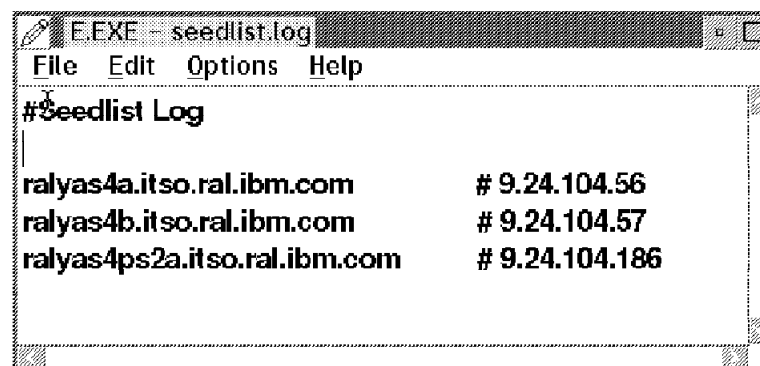 E.EXE – seedlist.log
File Edit Options Help
#Seedlist Log
ralyas4a.itso.ral.ibm.com # 9.24.104.56
ralyas4b.itso.ral.ibm.com # 9.24.104.57
ralyas4ps2a.itso.ral.ibm.com # 9.24.104.186